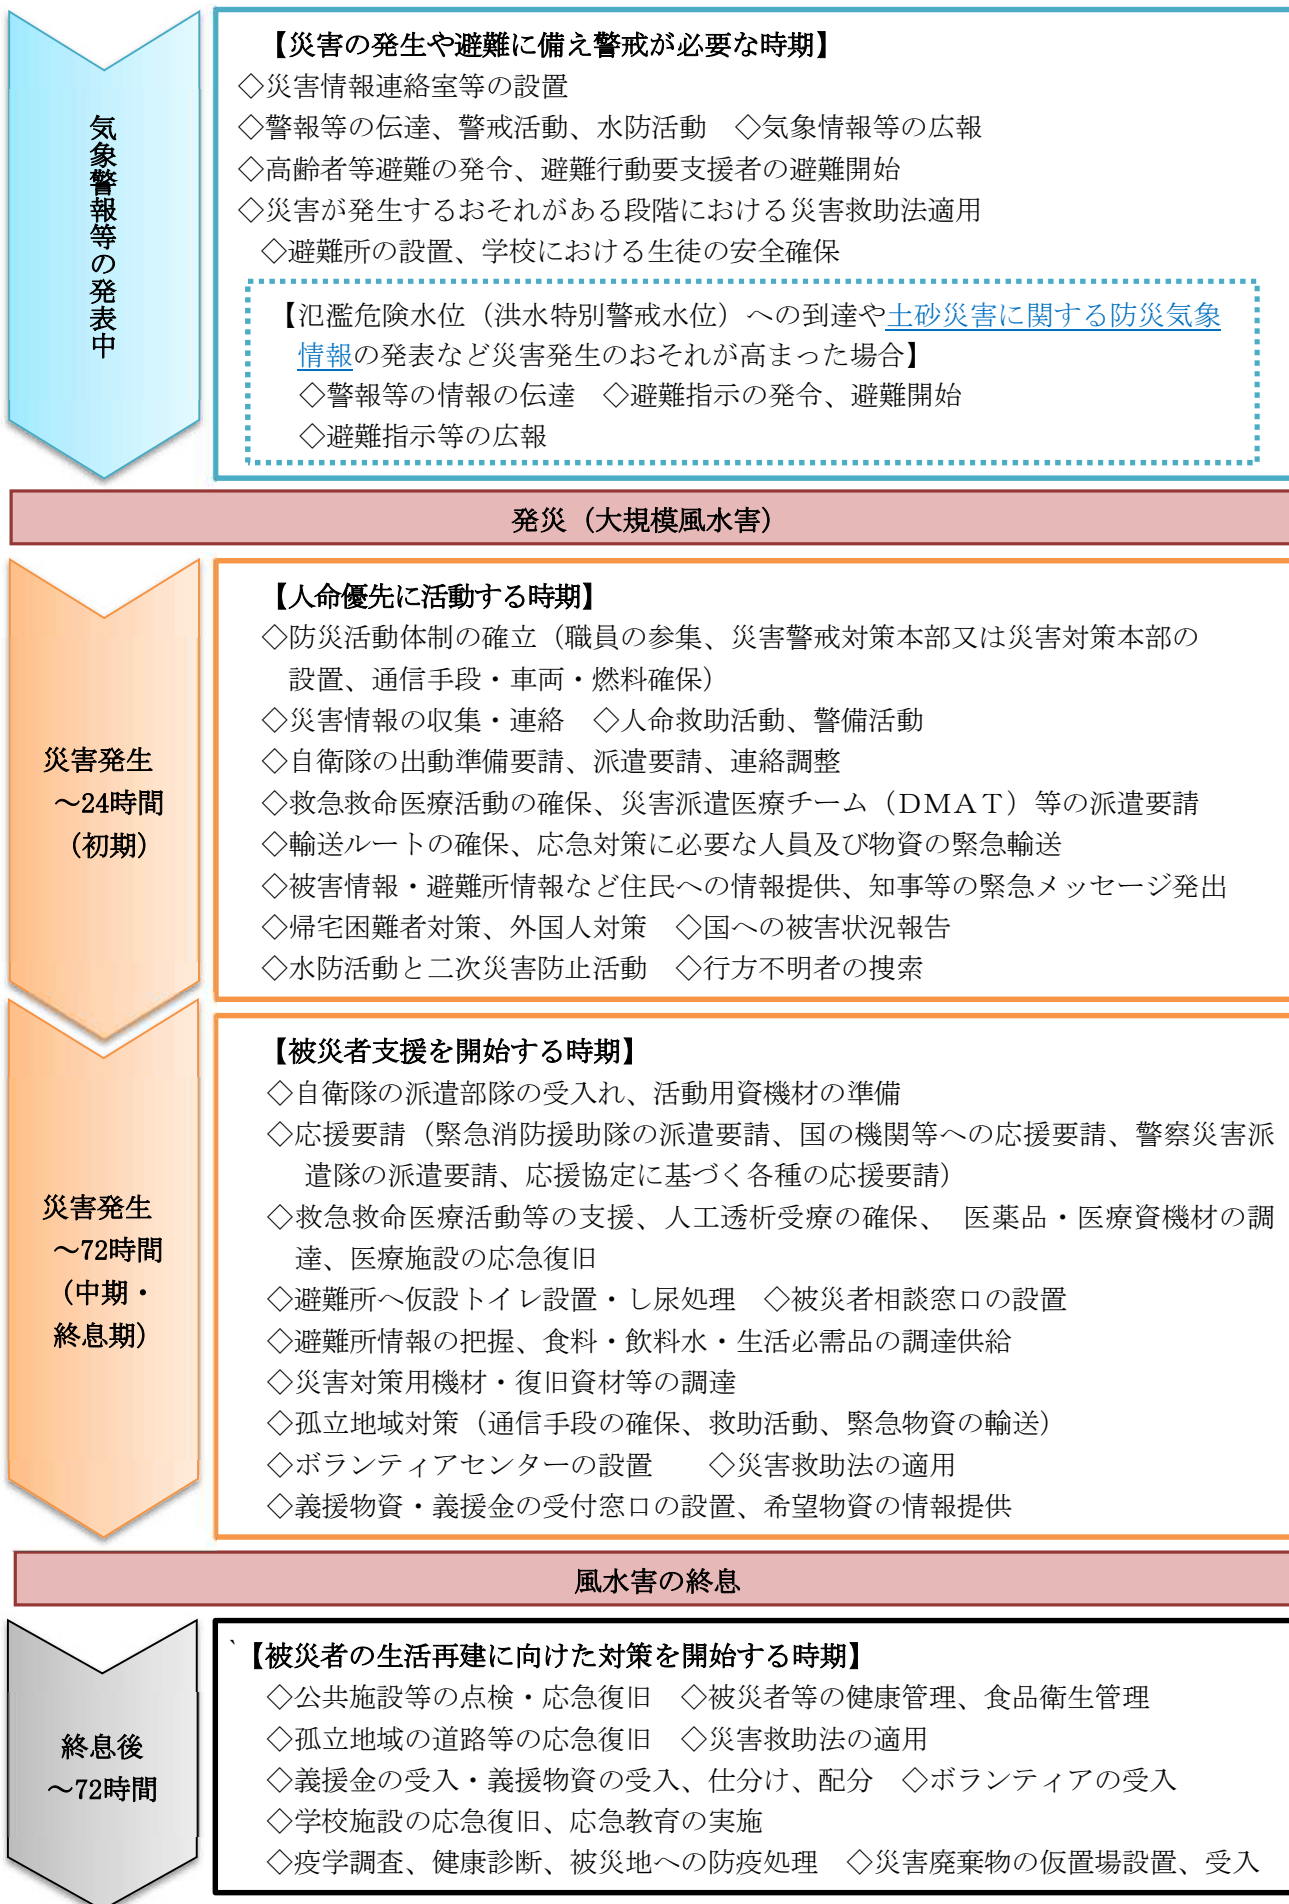 気象警報等の発表中
【災害の発生や避難に備え警戒が必要な時期】
◇災害情報連絡室等の設置
◇警報等の伝達、警戒活動、水防活動　◇気象情報等の広報
◇高齢者等避難の発令、避難行動要支援者の避難開始
◇災害が発生するおそれがある段階における災害救助法適用
◇避難所の設置、学校における生徒の安全確保
【氾濫危険水位（洪水特別警戒水位）への到達や土砂災害に関する防災気象
情報の発表など災害発生のおそれが高まった場合】
◇警報等の情報の伝達　◇避難指示の発令、避難開始
◇避難指示等の広報
発災（大規模風水害）
災害発生
～24時間
（初期）
【人命優先に活動する時期】
◇防災活動体制の確立（職員の参集、災害警戒対策本部又は災害対策本部の
設置、通信手段・車両・燃料確保）
◇災害情報の収集・連絡　◇人命救助活動、警備活動
◇自衛隊の出動準備要請、派遣要請、連絡調整
◇救急救命医療活動の確保、災害派遣医療チーム（ＤＭＡＴ）等の派遣要請
◇輸送ルートの確保、応急対策に必要な人員及び物資の緊急輸送
◇被害情報・避難所情報など住民への情報提供、知事等の緊急メッセージ発出
◇帰宅困難者対策、外国人対策　◇国への被害状況報告
◇水防活動と二次災害防止活動　◇行方不明者の捜索
災害発生
～72時間
（中期・
終息期）
【被災者支援を開始する時期】
◇自衛隊の派遣部隊の受入れ、活動用資機材の準備
◇応援要請（緊急消防援助隊の派遣要請、国の機関等への応援要請、警察災害派
遣隊の派遣要請、応援協定に基づく各種の応援要請）
◇救急救命医療活動等の支援、人工透析受療の確保、　医薬品・医療資機材の調
達、医療施設の応急復旧
◇避難所へ仮設トイレ設置・し尿処理　◇被災者相談窓口の設置
◇避難所情報の把握、食料・飲料水・生活必需品の調達供給
◇災害対策用機材・復旧資材等の調達
◇孤立地域対策（通信手段の確保、救助活動、緊急物資の輸送）
◇ボランティアセンターの設置　　◇災害救助法の適用
◇義援物資・義援金の受付窓口の設置、希望物資の情報提供
風水害の終息
終息後
～72時間
｀【被災者の生活再建に向けた対策を開始する時期】
◇公共施設等の点検・応急復旧　◇被災者等の健康管理、食品衛生管理
◇孤立地域の道路等の応急復旧　◇災害救助法の適用
◇義援金の受入・義援物資の受入、仕分け、配分　◇ボランティアの受入
◇学校施設の応急復旧、応急教育の実施
◇疫学調査、健康診断、被災地への防疫処理　◇災害廃棄物の仮置場設置、受入